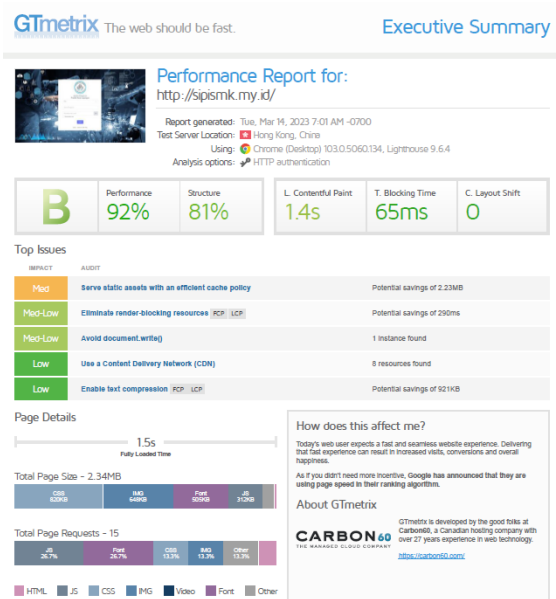 GTmetrix The web should be fast. Executive Summary
Performance Report for:
http://sipismk.my.id/
Report generated: Tue, Mar 14, 2023 7:01 AM -0700
Test Server Location: Hong Kong, China
Using: Chrome (Desktop) 103.0.5060.134, Lighthouse 9.6.4
Analysis options: HTTP authentication
B
Performance
92%
Structure
81%
L. Contentful Paint
1.4s
T. Blocking Time
65ms
C. Layout Shift
0
Top Issues
IMPACT AUDIT
Med Serve static assets with an efficient cache policy Potential savings of 2.23MB
Med-Low Eliminate render-blocking resources FCP LCP Potential savings of 290ms
Med-Low Avoid document.write() 1 instance found
Low Use a Content Delivery Network (CDN) 8 resources found
Low Enable text compression FCP LCP Potential savings of 921KB
Page Details
1.5s
Fully Loaded Time
Total Page Size - 2.34MB
CSS IMG Font JS
820KB 648KB 509KB 312KB
Total Page Requests - 15
JS Font CSS IMG Other
26.7% 26.7% 13.3% 13.3% 13.3%
HTML JS CSS IMG Video Font Other
How does this affect me?
Today's web user expects a fast and seamless website experience. Delivering
that fast experience can result in increased visits, conversions and overall
happiness.
As if you didn't need more incentive, Google has announced that they are
using page speed in their ranking algorithm.
About GTmetrix
CARBON60
THE MANAGED CLOUD COMPANY
GTmetrix is developed by the good folks at
Carbon60, a Canadian hosting company with
over 27 years experience in web technology.
https://carbon60.com/